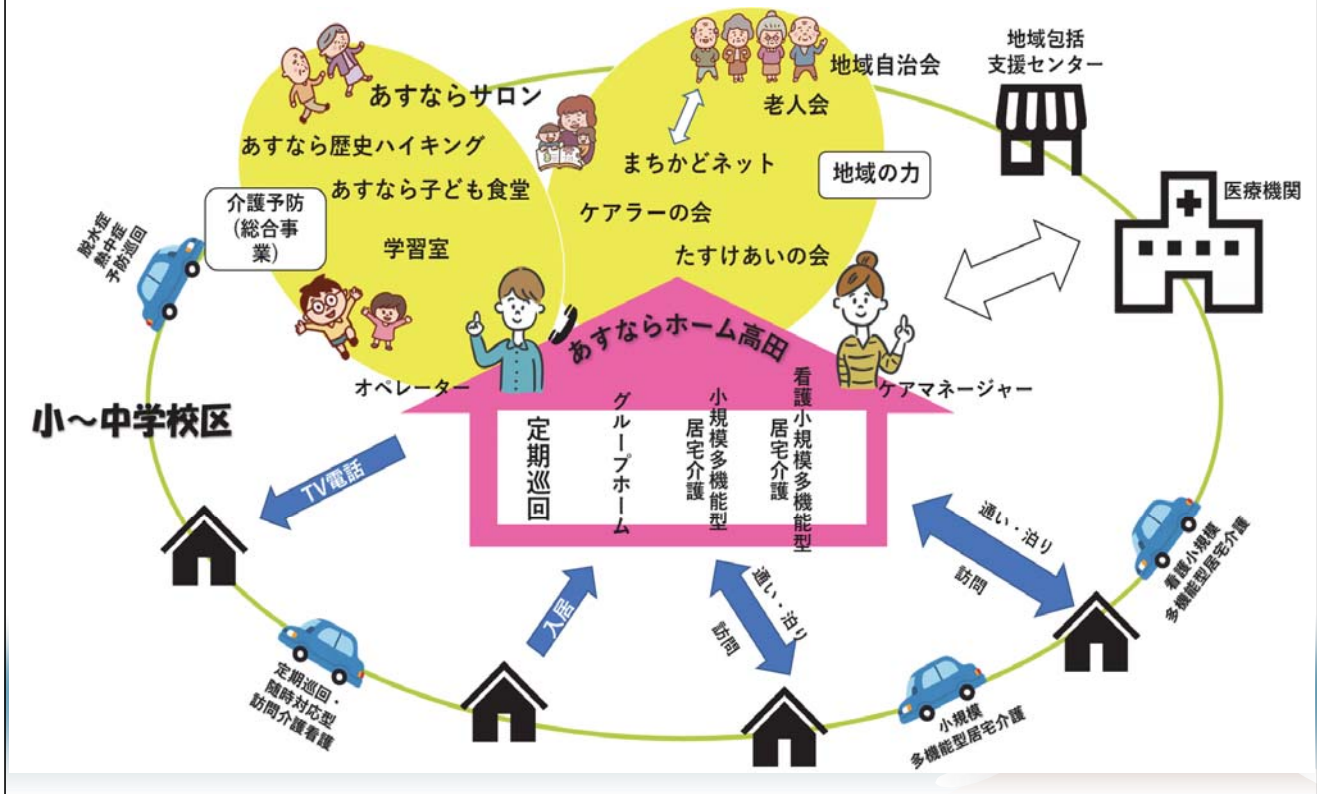 地域包括
支援センター
地域自治会
あすならサロン
老人会
あすなら歴史ハイキング
まちかどネット
地域の力
あすなら子ども食堂
医療機関
介護予防
(総合事
業)
ケアラーの会
学習室
たすけあいの会
脱水症
熱中症
予防巡回
あすならホーム高田
オペレーター
ケアマネージャー
小〜中学校区
定期巡回
グループホーム
小規模多機能型
居宅介護
看護小規模多機能型
居宅介護
TV電話
入居
通い・泊り
訪問
通い・泊り
訪問
定期巡回・
随時対応型
訪問介護看護
小規模
多機能型居宅介護
看護小規模
多機能型居宅介護